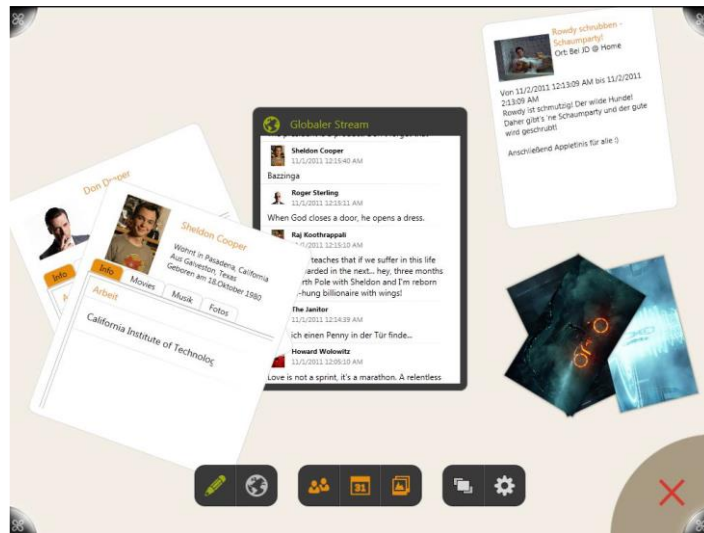 Rowdy schrubben -
Schaumparty!
Ort: Bei JD @ Home
Von 11/2/2011 12:13:09 AM bis 11/2/2011
2:13:09 AM
Rowdy ist schmutzig! Der wilde Hunde!
Daher gibt's 'ne Schaumparty und der gute
wird geschrubt!
Anschließend Appletinis für alle :)
Globaler Stream
Sheldon Cooper
11/1/2011 12:15:40 AM
Bazzinga
Roger Sterling
11/1/2011 12:15:11 AM
When God closes a door, he opens a dress.
Raj Koothrappali
11/1/2011 12:15:10 AM
teaches that if we suffer in this life
arded in the next... hey, three months
rth Pole with Sheldon and I'm reborn
-hung billionaire with wings!
The Janitor
11/1/2011 12:14:39 AM
ich einen Penny in der Tür finde...
Howard Wolowitz
11/1/2011 12:05:10 AM
Love is not a sprint, it's a marathon. A relentless
Don Draper
Info
Sheldon Cooper
Wohnt in Pasadena, California
Aus Galveston, Texas
Geboren am 18.Oktober 1980
Info Movies Musik Fotos
Arbeit
California Institute of Technolog
31